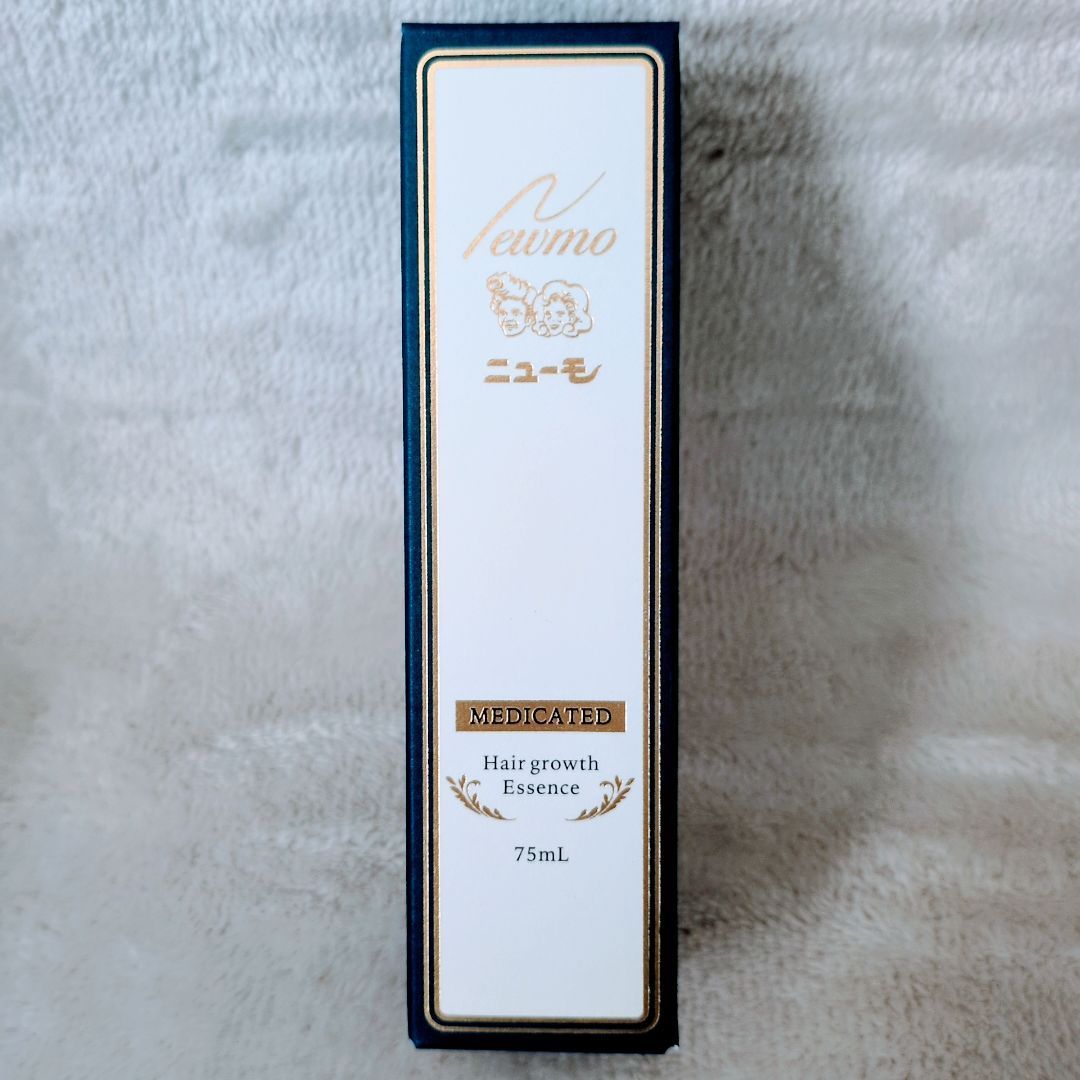 Newmo
ニューモ
MEDICATED
Hair growth
Essence
75mL